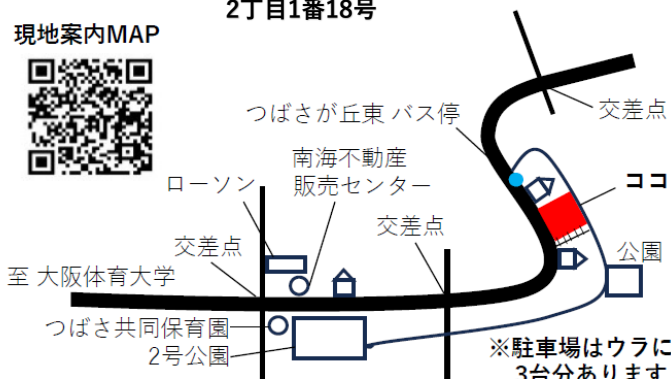 2丁目1番18号
現地案内MAP
つばさが丘東 バス停
交差点
南海不動産
販売センター
ローソン
ココ
交差点
交差点
公園
至 大阪体育大学
つばさ共同保育園
2号公園
※駐車場はウラに
3台分あります